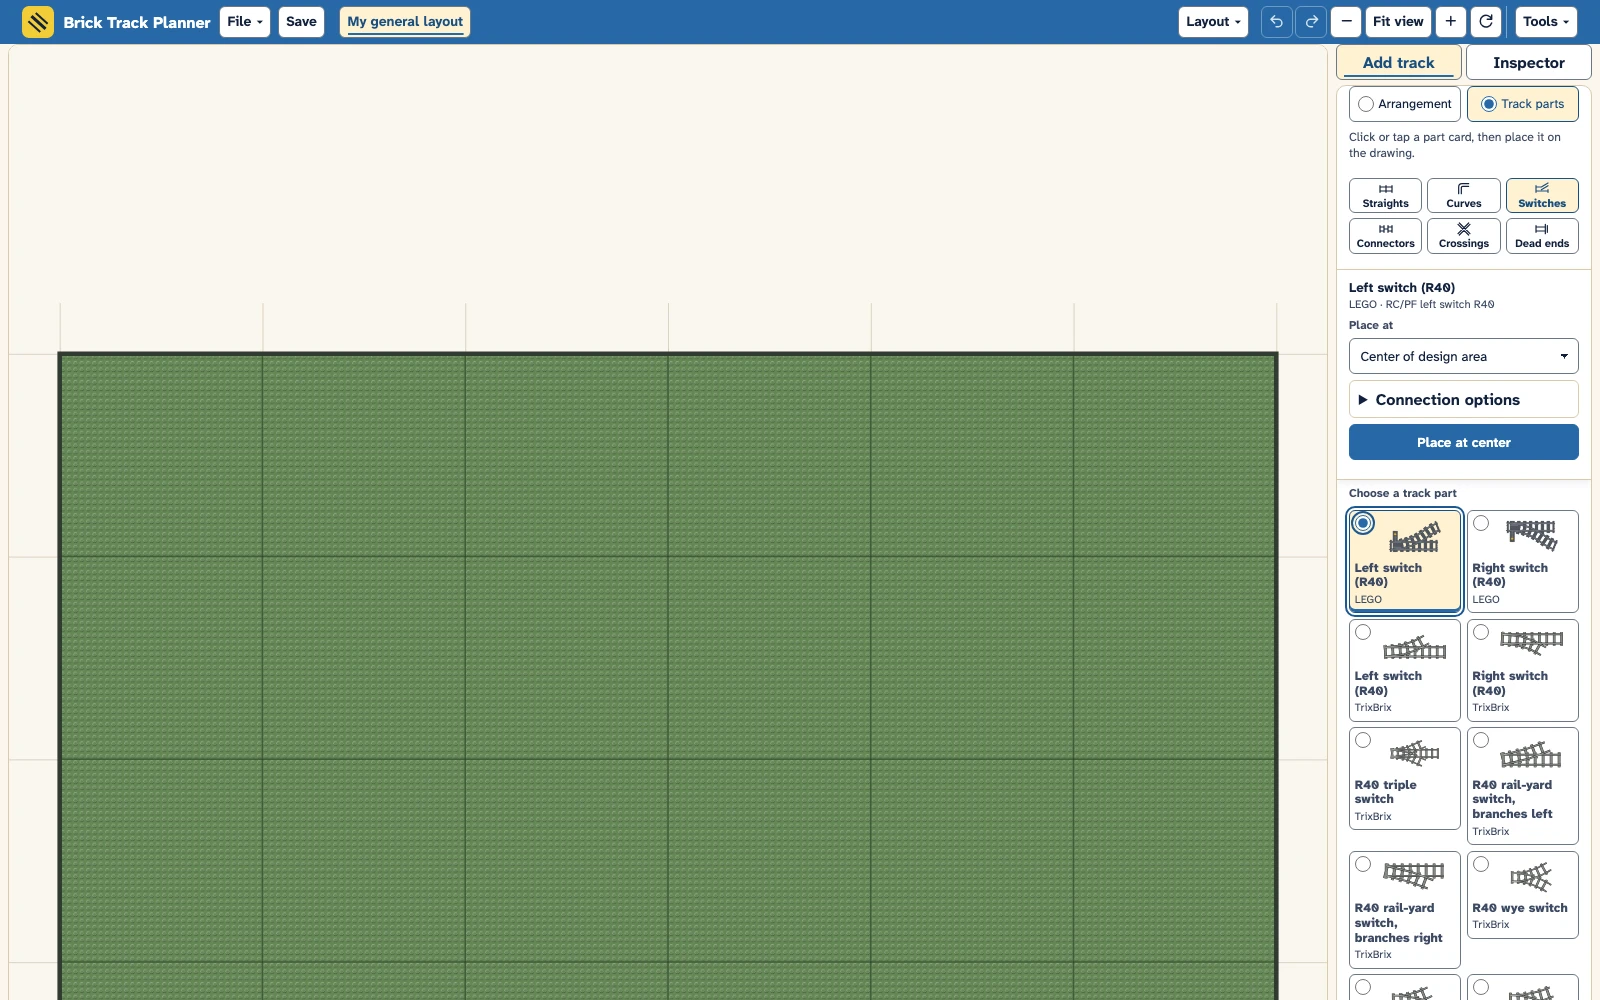 Brick Track Planner
File
Save
My general layout
Layout
Fit view
Tools
Add track
Inspector
Arrangement
Track parts
Click or tap a part card, then place it on
the drawing.
Straights
Curves
Switches
Connectors
Crossings
Dead ends
Left switch (R40)
LEGO · RC/PF left switch R40
Place at
Center of design area
Connection options
Place at center
Choose a track part
Left switch
(R40)
LEGO
Right switch
(R40)
LEGO
Left switch
(R40)
TrixBrix
Right switch
(R40)
TrixBrix
R40 triple
switch
TrixBrix
R40 rail-yard
switch,
branches left
TrixBrix
R40 rail-yard
switch,
branches right
TrixBrix
R40 wye switch
TrixBrix